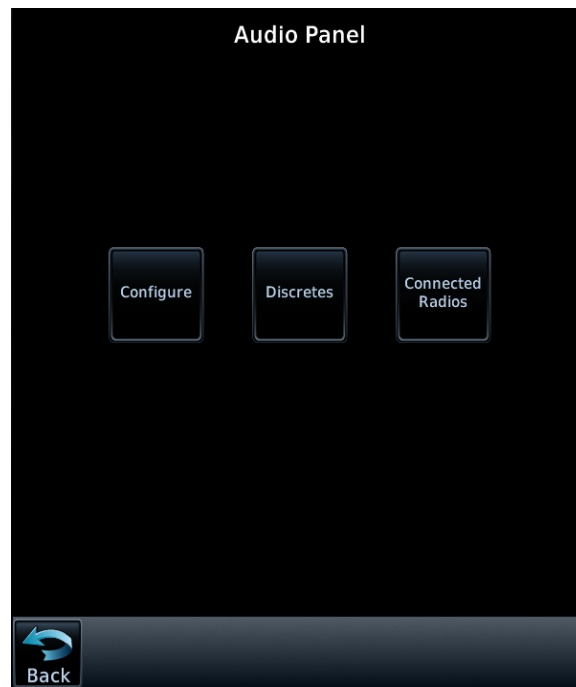 Audio Panel
Configure
Discretes
Connected
Radios
Back